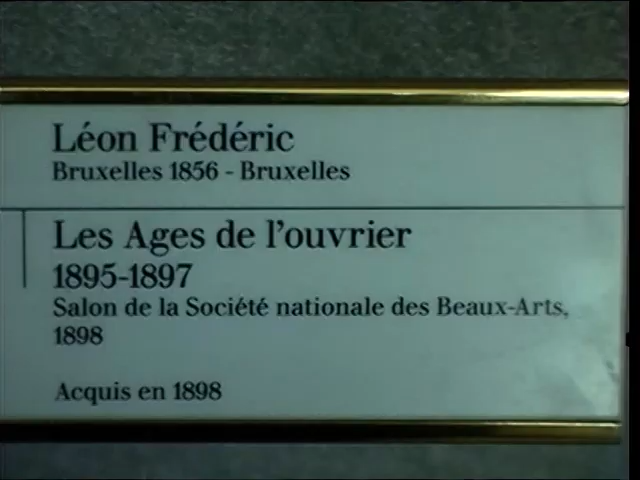 Léon Frédéric
Bruxelles 1856 - Bruxelles
Les Ages de l'ouvrier
1895-1897
Salon de la Société nationale des Beaux-Arts,
1898
Acquis en 1898